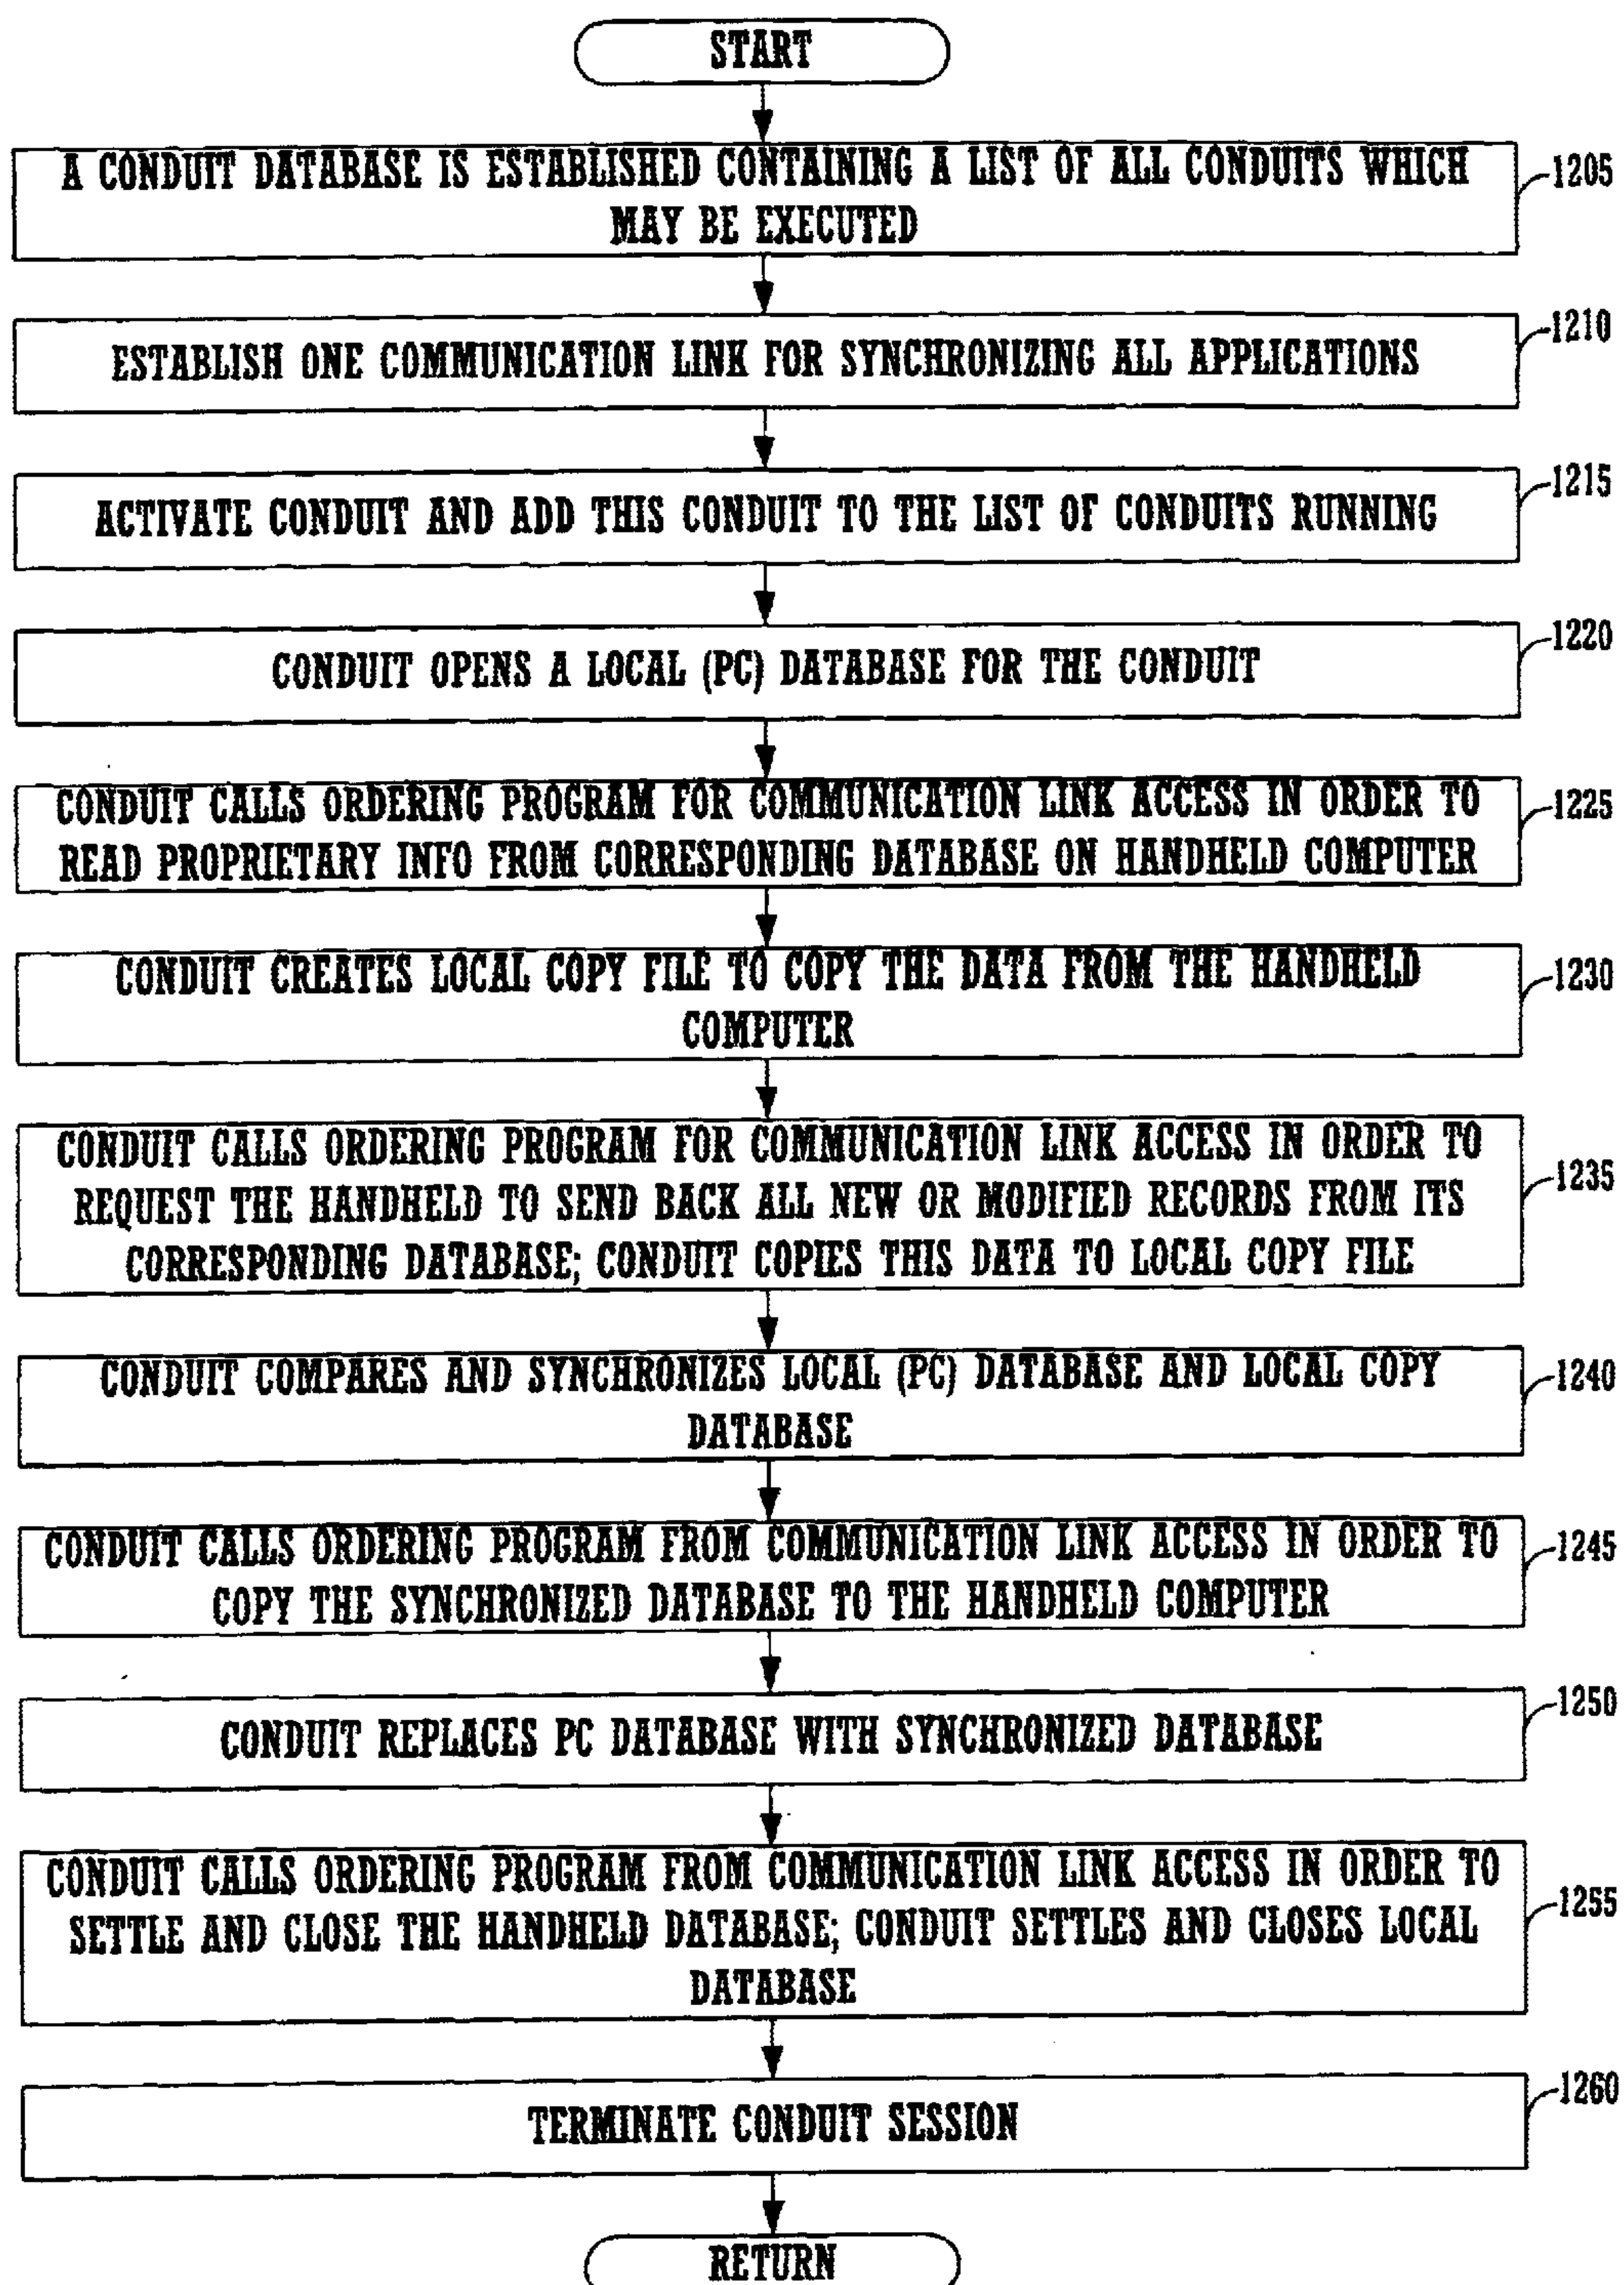 START
A CONDUIT DATABASE IS ESTABLISHED CONTAINING A LIST OF ALL CONDUITS WHICH
MAY BE EXECUTED
1205
ESTABLISH ONE COMMUNICATION LINK FOR SYNCHRONIZING ALL APPLICATIONS
1210
ACTIVATE CONDUIT AND ADD THIS CONDUIT TO THE LIST OF CONDUITS RUNNING
1215
CONDUIT OPENS A LOCAL (PC) DATABASE FOR THE CONDUIT
1220
CONDUIT CALLS ORDERING PROGRAM FOR COMMUNICATION LINK ACCESS IN ORDER TO
READ PROPRIETARY INFO FROM CORRESPONDING DATABASE ON HANDHELD COMPUTER
1225
CONDUIT CREATES LOCAL COPY FILE TO COPY THE DATA FROM THE HANDHELD
COMPUTER
1230
CONDUIT CALLS ORDERING PROGRAM FOR COMMUNICATION LINK ACCESS IN ORDER TO
REQUEST THE HANDHELD TO SEND BACK ALL NEW OR MODIFIED RECORDS FROM ITS
CORRESPONDING DATABASE; CONDUIT COPIES THIS DATA TO LOCAL COPY FILE
1235
CONDUIT COMPARES AND SYNCHRONIZES LOCAL (PC) DATABASE AND LOCAL COPY
DATABASE
1240
CONDUIT CALLS ORDERING PROGRAM FROM COMMUNICATION LINK ACCESS IN ORDER TO
COPY THE SYNCHRONIZED DATABASE TO THE HANDHELD COMPUTER
1245
CONDUIT REPLACES PC DATABASE WITH SYNCHRONIZED DATABASE
1250
CONDUIT CALLS ORDERING PROGRAM FROM COMMUNICATION LINK ACCESS IN ORDER TO
SETTLE AND CLOSE THE HANDHELD DATABASE; CONDUIT SETTLES AND CLOSES LOCAL
DATABASE
1255
TERMINATE CONDUIT SESSION
1260
RETURN